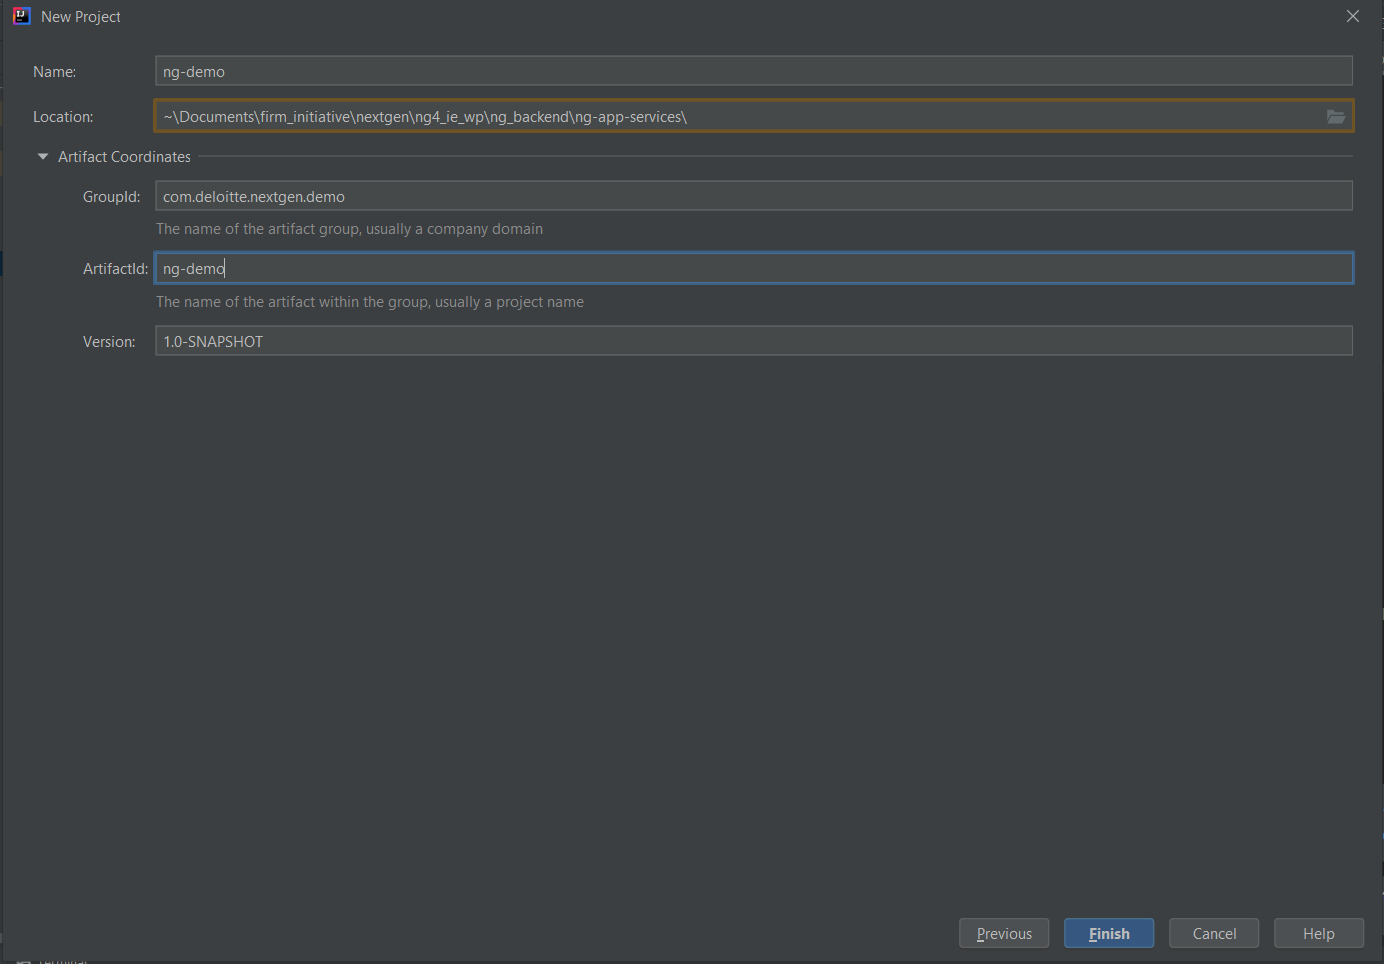 New Project
Name: ng-demo
Location: ~\Documents\firm_initiative\nextgen\ng4_ie_wp\ng_backend\ng-app-services\
Artifact Coordinates
GroupId: com.deloitte.nextgen.demo
The name of the artifact group, usually a company domain
ArtifactId: ng-demo
The name of the artifact within the group, usually a project name
Version: 1.0-SNAPSHOT
Previous Finish Cancel Help